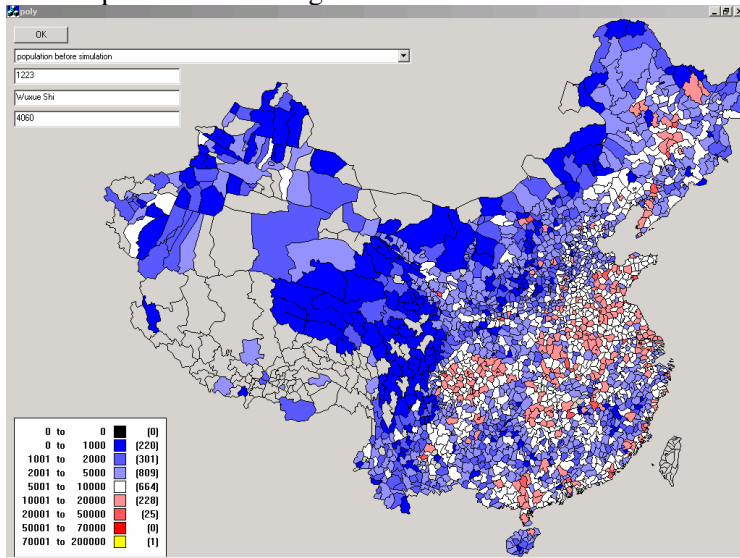 poly
OK
population before simulation
1223
Wuxue Shi
4060
0 to 0 (0)
0 to 1000 (220)
1001 to 2000 (301)
2001 to 5000 (809)
5001 to 10000 (664)
10001 to 20000 (228)
20001 to 50000 (25)
50001 to 70000 (0)
70001 to 200000 (1)